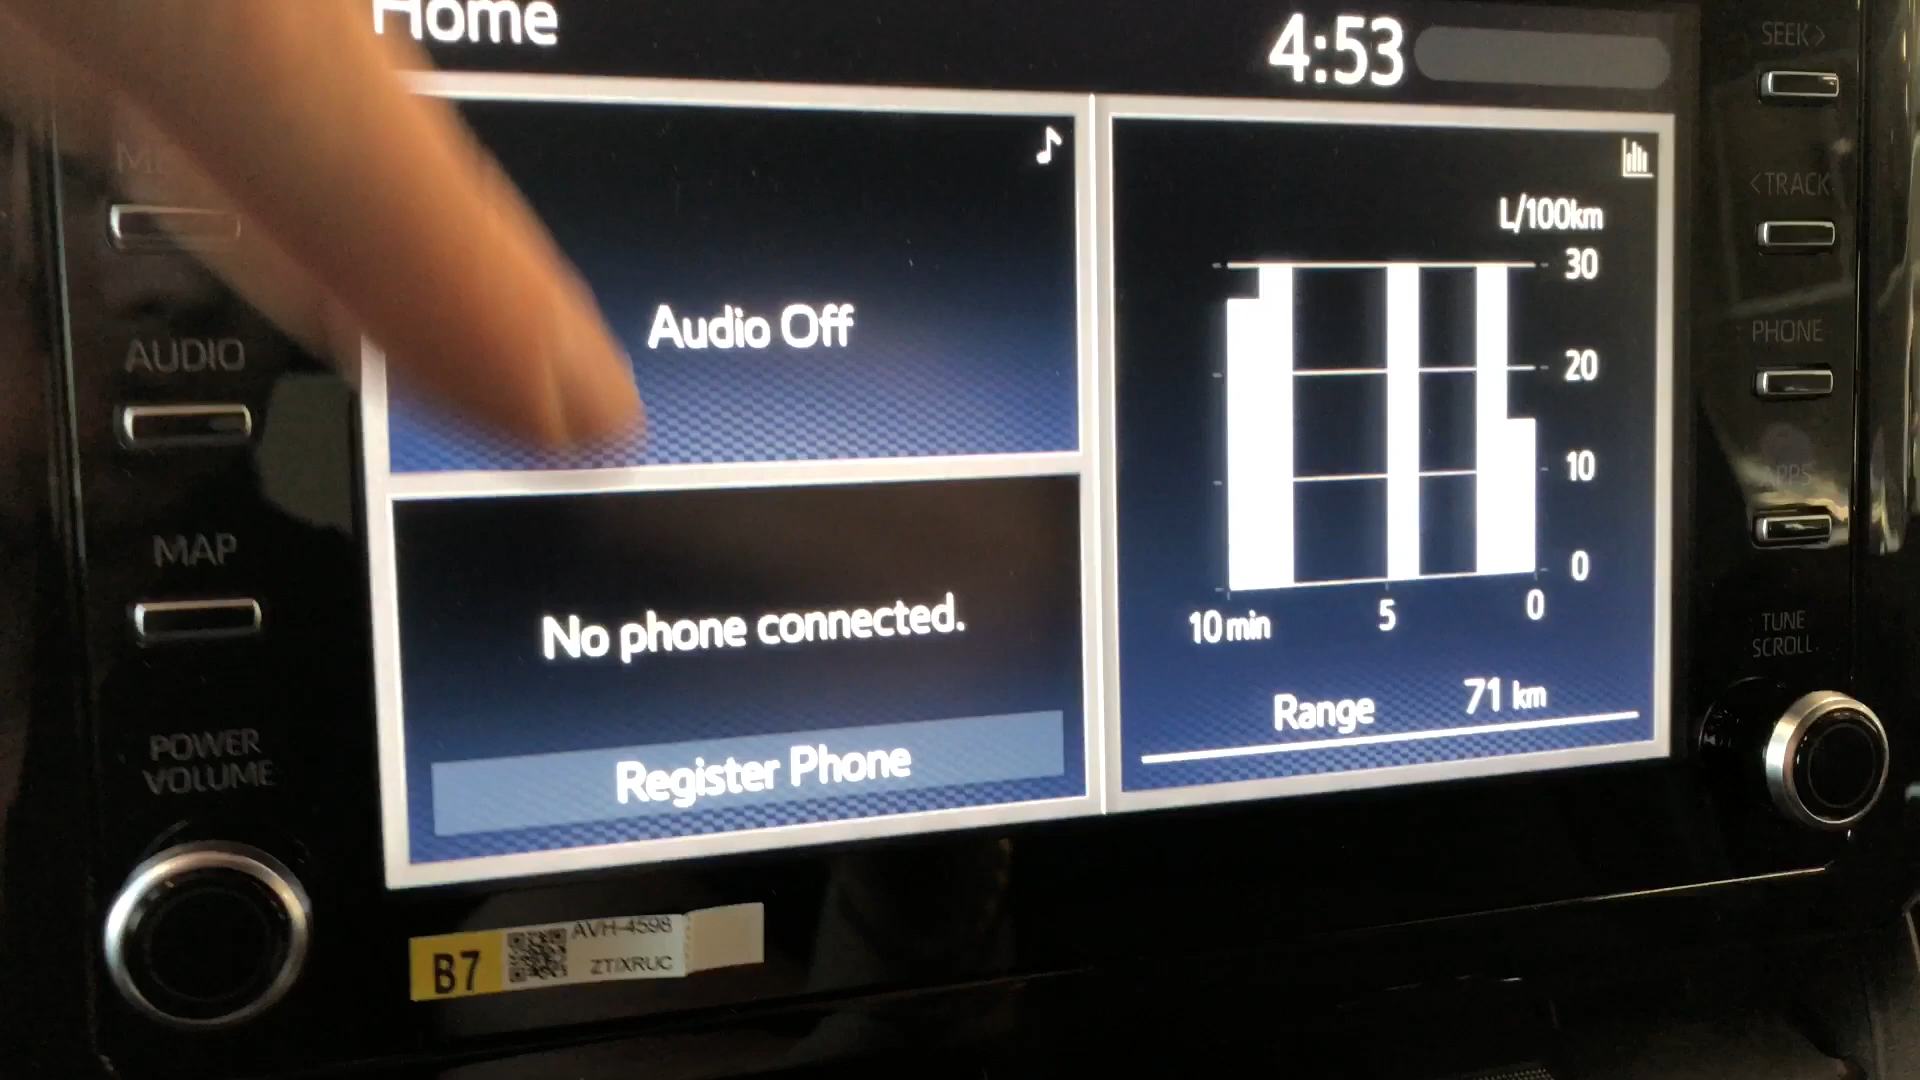 Home
4:53
SEEK>
<TRACK
PHONE
APPS
TUNE
SCROLL
AUDIO
MAP
POWER
VOLUME
Audio Off
No phone connected.
Register Phone
L/100km
30
20
10
0
10 min
5
0
Range 71 km
B7
AVH-4598
ZTIXRUC